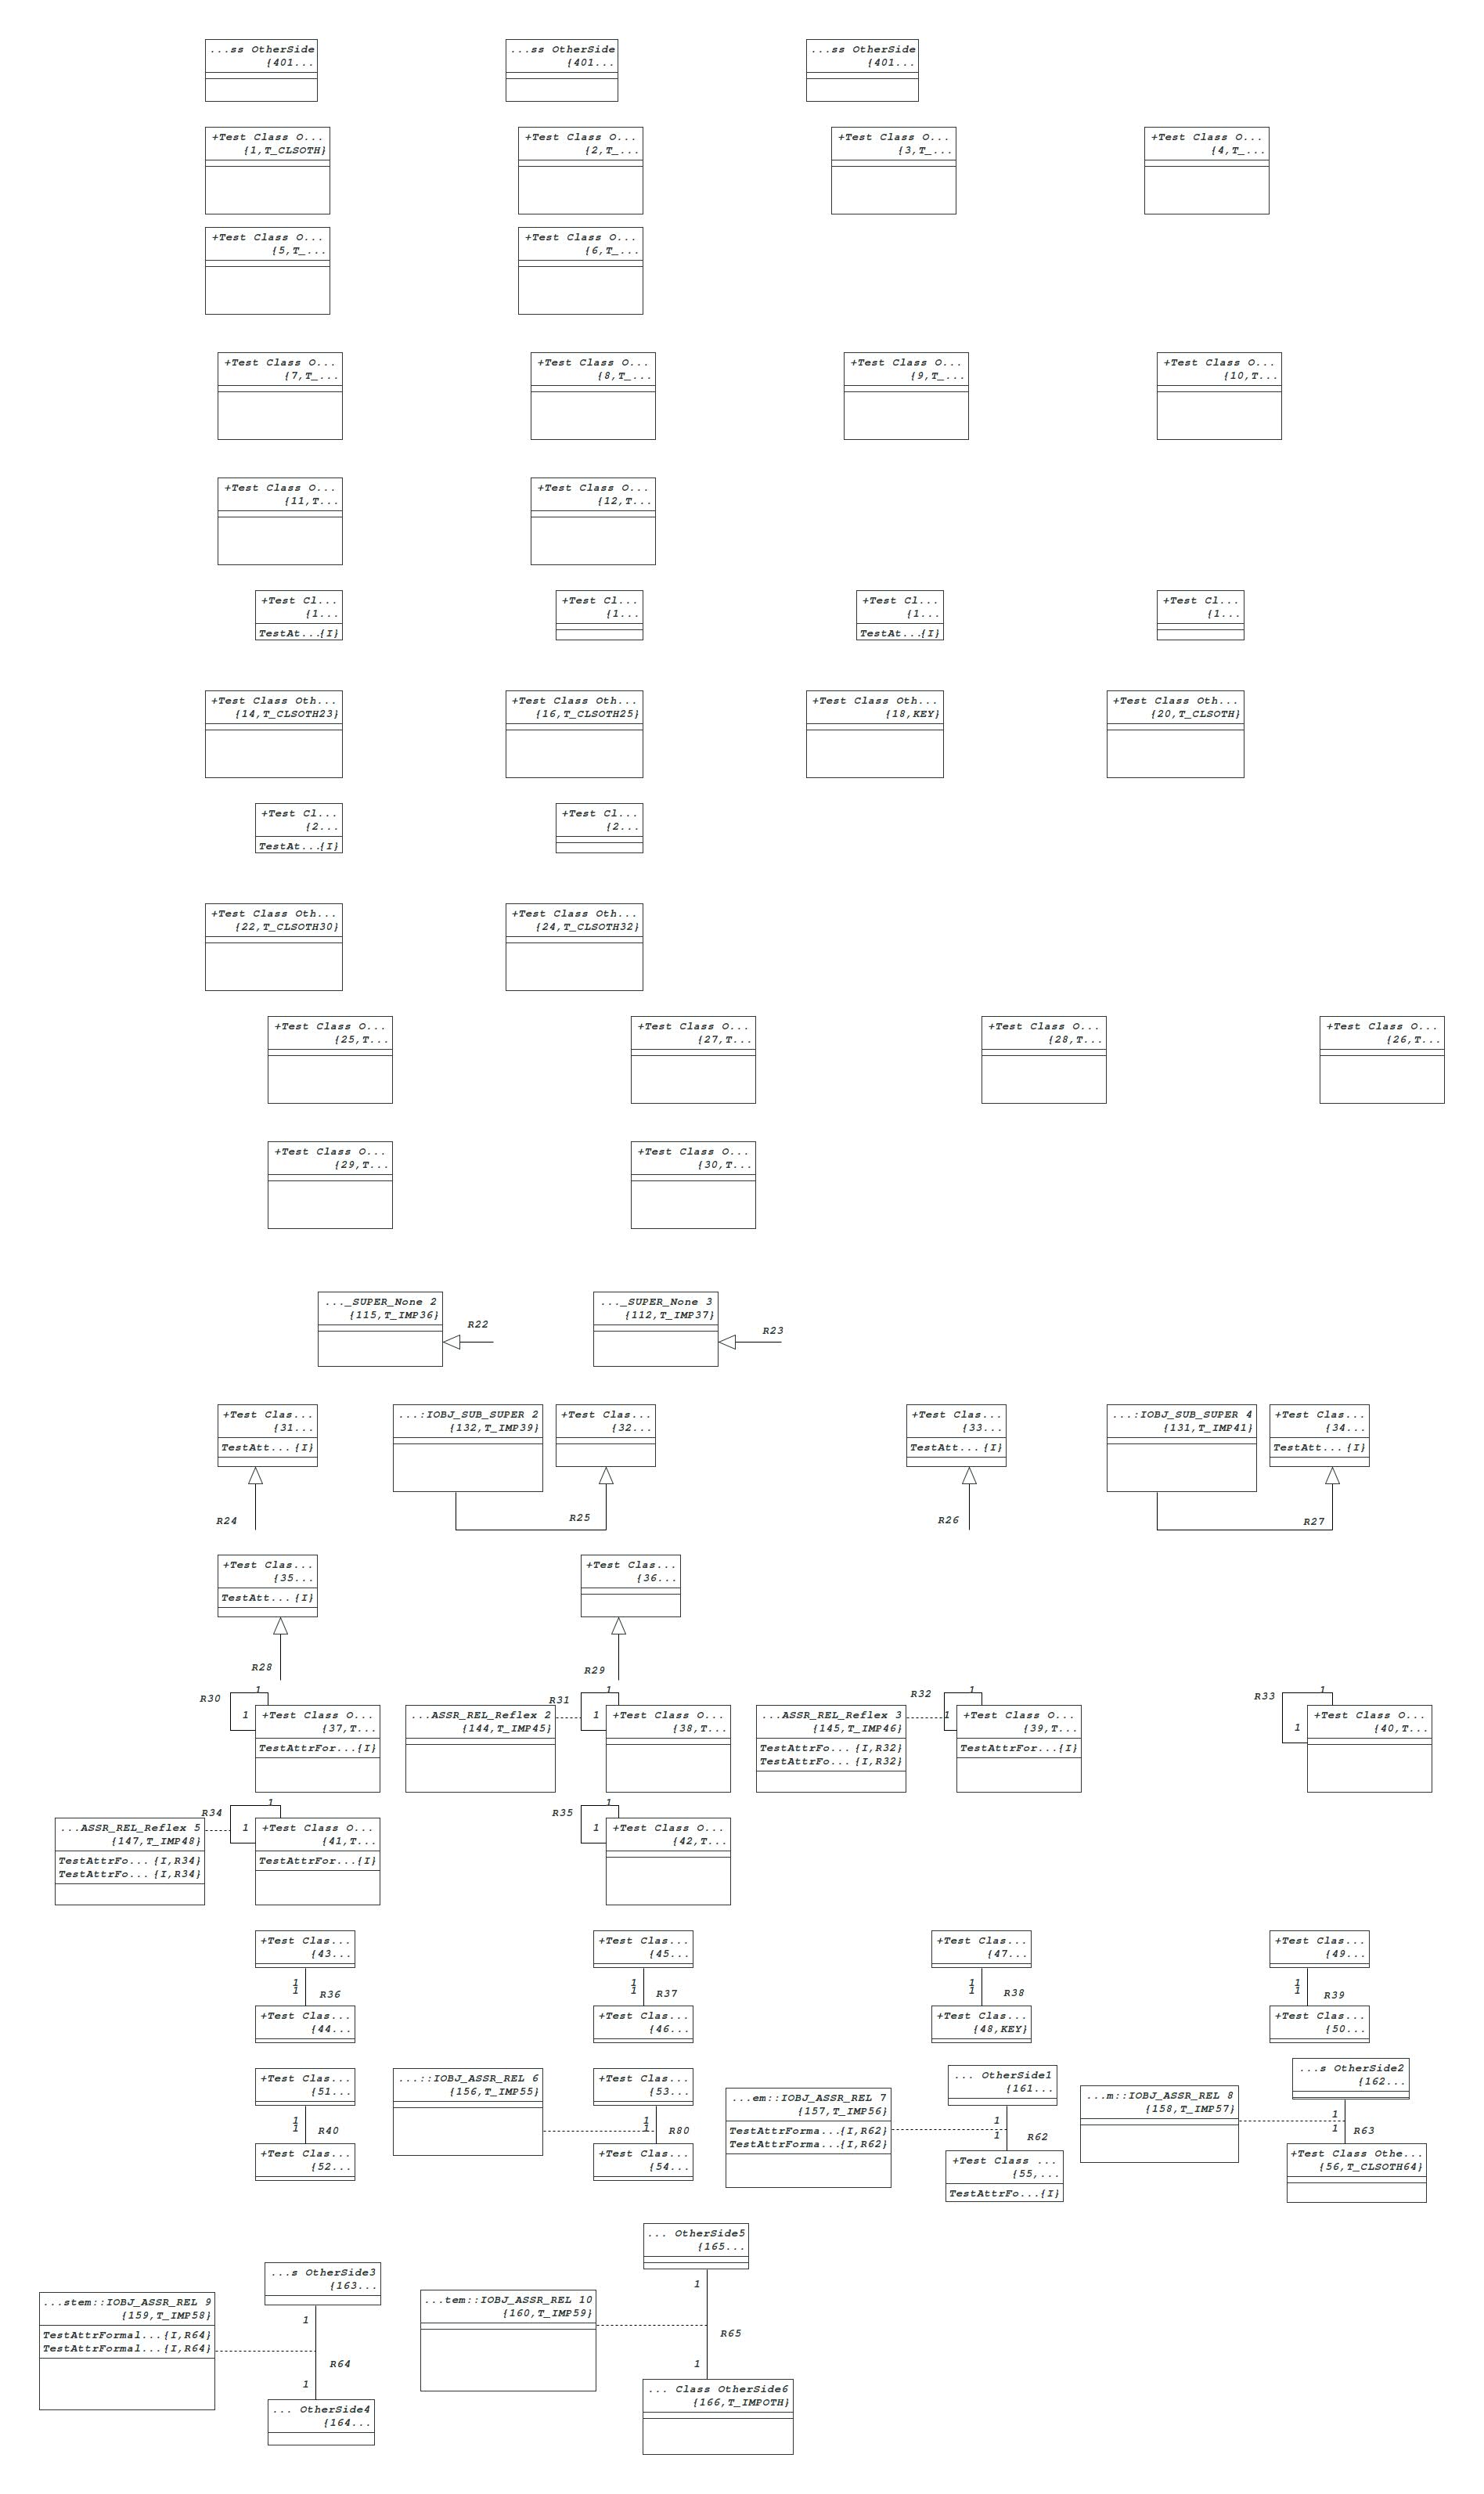 ...ss OtherSide
{401...
...ss OtherSide
{401...
...ss OtherSide
{401...
+Test Class O...
{1,T_CLSOTH}
+Test Class O...
{2,T_...
+Test Class O...
{3,T_...
+Test Class O...
{4,T_...
+Test Class O...
{5,T_...
+Test Class O...
{6,T_...
+Test Class O...
{7,T_...
+Test Class O...
{8,T_...
+Test Class O...
{9,T_...
+Test Class O...
{10,T...
+Test Class O...
{11,T...
+Test Class O...
{12,T...
+Test Cl...
{1...
TestAt...{I}
+Test Cl...
{1...
+Test Cl...
{1...
TestAt...{I}
+Test Cl...
{1...
+Test Class Oth...
{14,T_CLSOTH23}
+Test Class Oth...
{16,T_CLSOTH25}
+Test Class Oth...
{18,KEY}
+Test Class Oth...
{20,T_CLSOTH}
+Test Cl...
{2...
TestAt...{I}
+Test Cl...
{2...
+Test Class Oth...
{22,T_CLSOTH30}
+Test Class Oth...
{24,T_CLSOTH32}
+Test Class O...
{25,T...
+Test Class O...
{27,T...
+Test Class O...
{28,T...
+Test Class O...
{26,T...
+Test Class O...
{29,T...
+Test Class O...
{30,T...
..._SUPER_None 2
{115,T_IMP36}
R22
..._SUPER_None 3
{112,T_IMP37}
R23
+Test Clas...
{31...
TestAtt... {I}
R24
...:IOBJ_SUB_SUPER 2
{132,T_IMP39}
+Test Clas...
{32...
R25
+Test Clas...
{33...
TestAtt... {I}
R26
...:IOBJ_SUB_SUPER 4
{131,T_IMP41}
+Test Clas...
{34...
TestAtt... {I}
R27
+Test Clas...
{35...
TestAtt... {I}
R28
+Test Clas...
{36...
R29
R30
1
1
+Test Class O...
{37,T...
TestAttrFor...{I}
...ASSR_REL_Reflex 2
{144,T_IMP45}
R31
1
1
+Test Class O...
{38,T...
...ASSR_REL_Reflex 3
{145,T_IMP46}
TestAttrFo... {I,R32}
TestAttrFo... {I,R32}
R32
1
1
+Test Class O...
{39,T...
TestAttrFor...{I}
R33
1
1
+Test Class O...
{40,T...
...ASSR_REL_Reflex 5
{147,T_IMP48}
TestAttrFo... {I,R34}
TestAttrFo... {I,R34}
R34
1
1
+Test Class O...
{41,T...
TestAttrFor...{I}
R35
1
1
+Test Class O...
{42,T...
+Test Clas...
{43...
1
1
R36
+Test Clas...
{44...
+Test Clas...
{45...
1
1
R37
+Test Clas...
{46...
+Test Clas...
{47...
1
1
R38
+Test Clas...
{48,KEY}
+Test Clas...
{49...
1
1
R39
+Test Clas...
{50...
+Test Clas...
{51...
1
1
R40
+Test Clas...
{52...
...::IOBJ_ASSR_REL 6
{156,T_IMP55}
+Test Clas...
{53...
1
1
R80
+Test Clas...
{54...
...em::IOBJ_ASSR_REL 7
{157,T_IMP56}
TestAttrForma...{I,R62}
TestAttrForma...{I,R62}
... OtherSide1
{161...
1
1
R62
+Test Class ...
{55,...
TestAttrFo...{I}
...m::IOBJ_ASSR_REL 8
{158,T_IMP57}
...s OtherSide2
{162...
1
1
R63
+Test Class Othe...
{56,T_CLSOTH64}
...stem::IOBJ_ASSR_REL 9
{159,T_IMP58}
TestAttrFormal...{I,R64}
TestAttrFormal...{I,R64}
...s OtherSide3
{163...
1
R64
1
... OtherSide4
{164...
...tem::IOBJ_ASSR_REL 10
{160,T_IMP59}
... OtherSide5
{165...
1
R65
1
... Class OtherSide6
{166,T_IMPOTH}